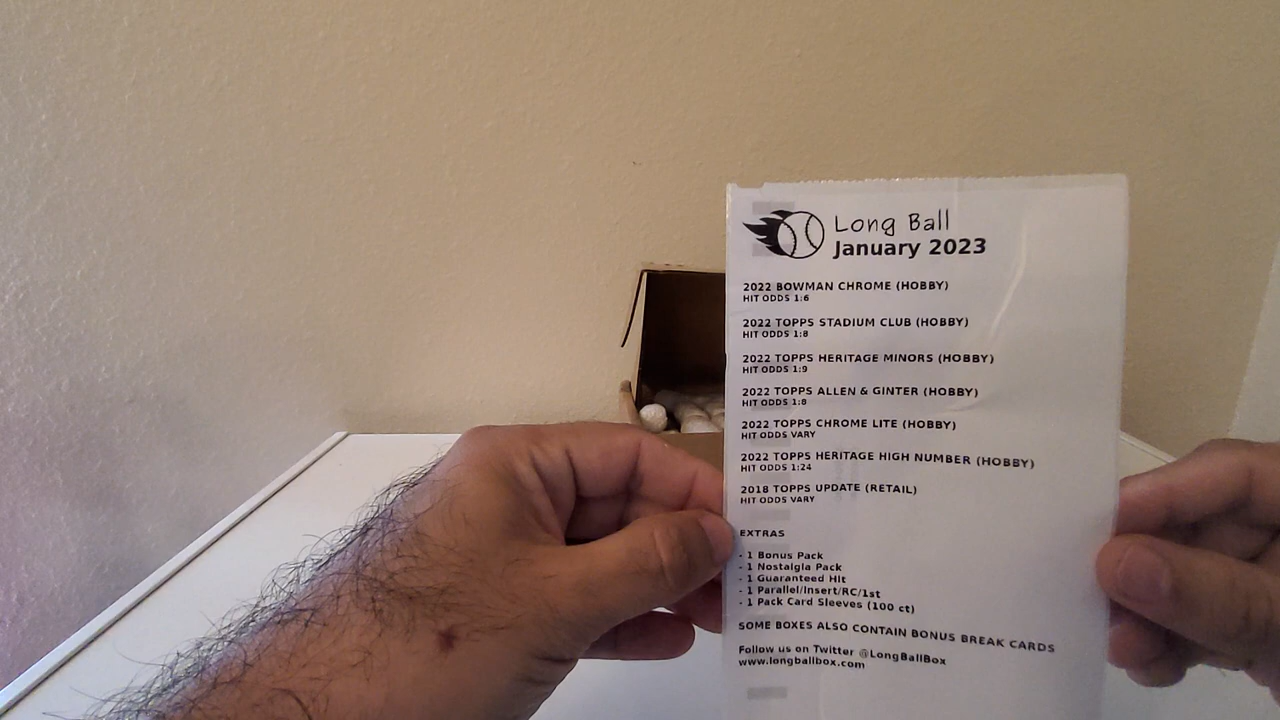 Long Ball
January 2023
2022 BOWMAN CHROME (HOBBY)
HIT ODDS 1:6
2022 TOPPS STADIUM CLUB (HOBBY)
HIT ODDS 1:8
2022 TOPPS HERITAGE MINORS (HOBBY)
HIT ODDS 1:9
2022 TOPPS ALLEN & GINTER (HOBBY)
HIT ODDS 1:8
2022 TOPPS CHROME LITE (HOBBY)
HIT ODDS VARY
2022 TOPPS HERITAGE HIGH NUMBER (HOBBY)
HIT ODDS 1:24
2018 TOPPS UPDATE (RETAIL)
HIT ODDS VARY
EXTRAS
- 1 Bonus Pack
- 1 Nostalgia Pack
- 1 Guaranteed Hit
- 1 Parallel/Insert/RC/1st
- 1 Pack Card Sleeves (100 ct)
SOME BOXES ALSO CONTAIN BONUS BREAK CARDS
Follow us on Twitter @LongBallBox
www.longballbox.com